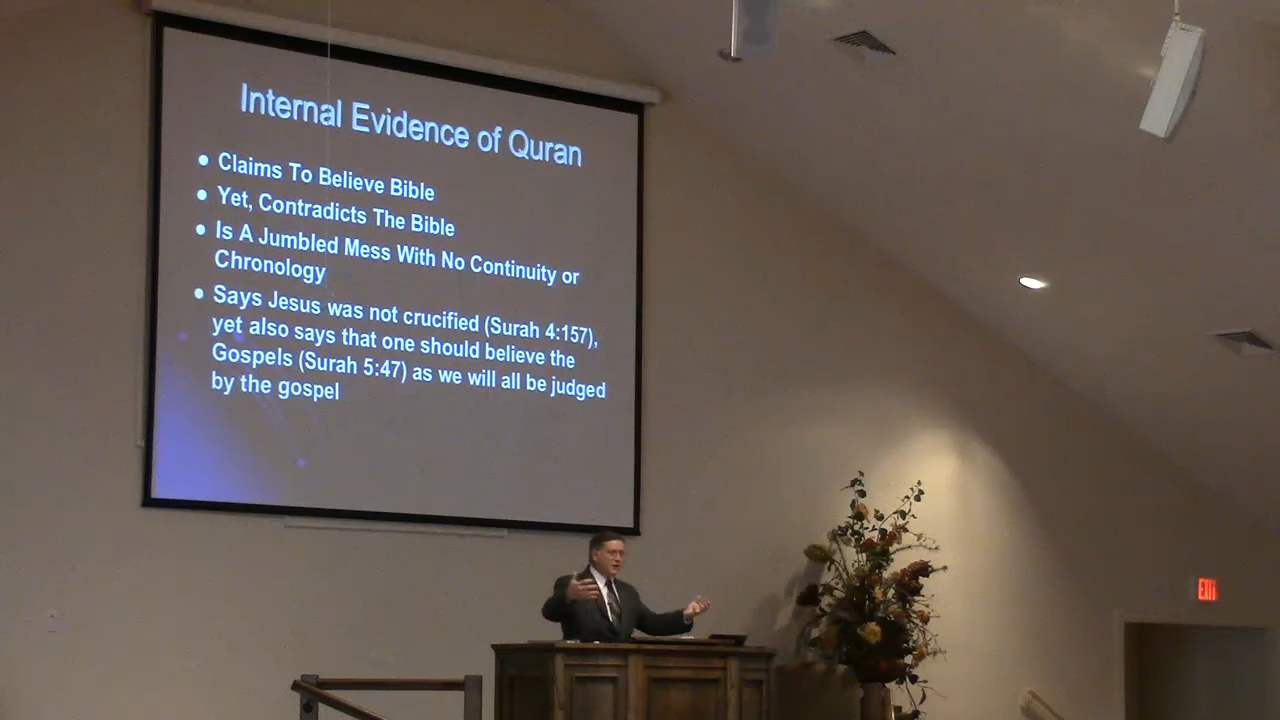 Internal Evidence of Quran
● Claims To Believe Bible
● Yet, Contradicts The Bible
● Is A Jumbled Mess With No Continuity or
Chronology
● Says Jesus was not crucified (Surah 4:157),
yet also says that one should believe the
Gospels (Surah 5:47) as we will all be judged
by the gospel
EXIT